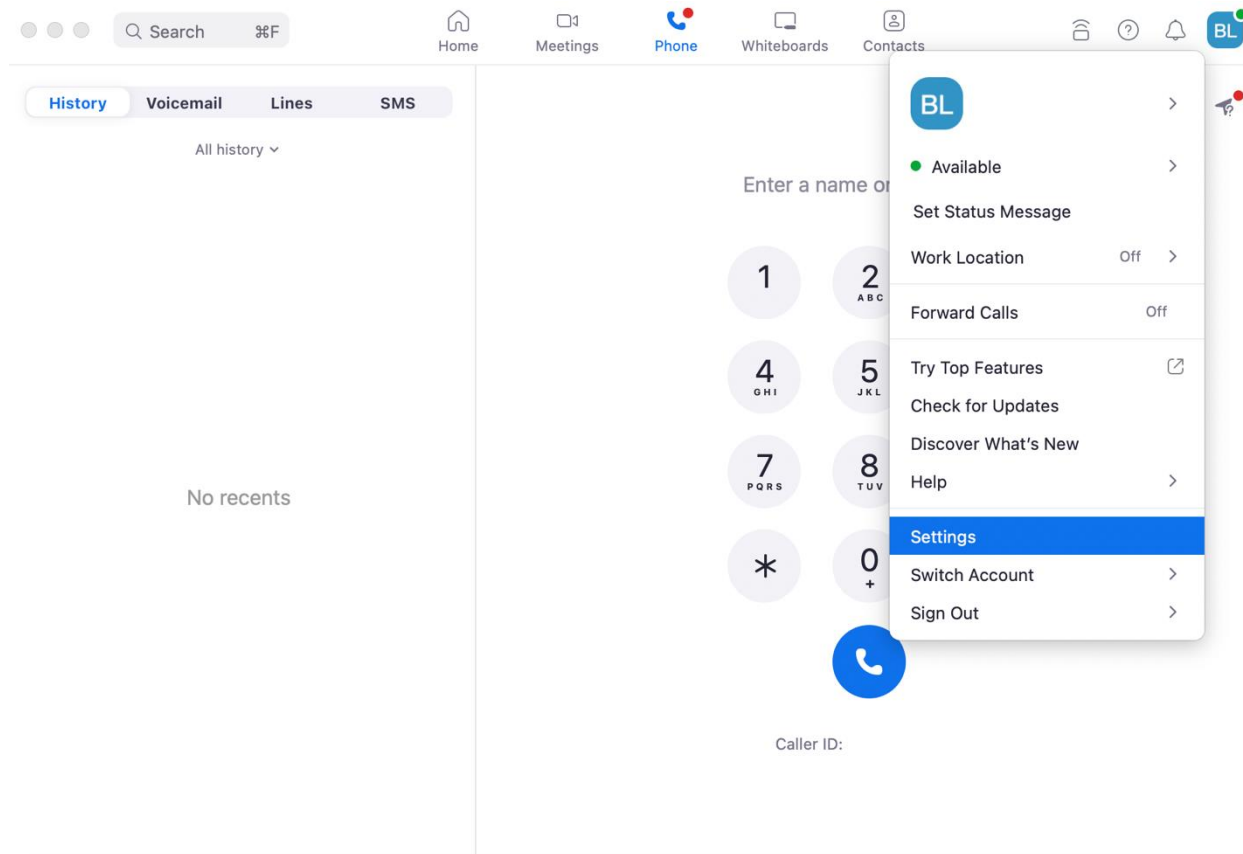 Search ⌘F
Home
Meetings
Phone
Whiteboards
Contacts
BL
History Voicemail Lines SMS
All history
No recents
Enter a name or
1
2
ABC
4
GHI
5
JKL
7
PQRS
8
TUV
*
0
+
Caller ID:
BL
Available
Set Status Message
Work Location Off
Forward Calls Off
Try Top Features
Check for Updates
Discover What's New
Help
Settings
Switch Account
Sign Out